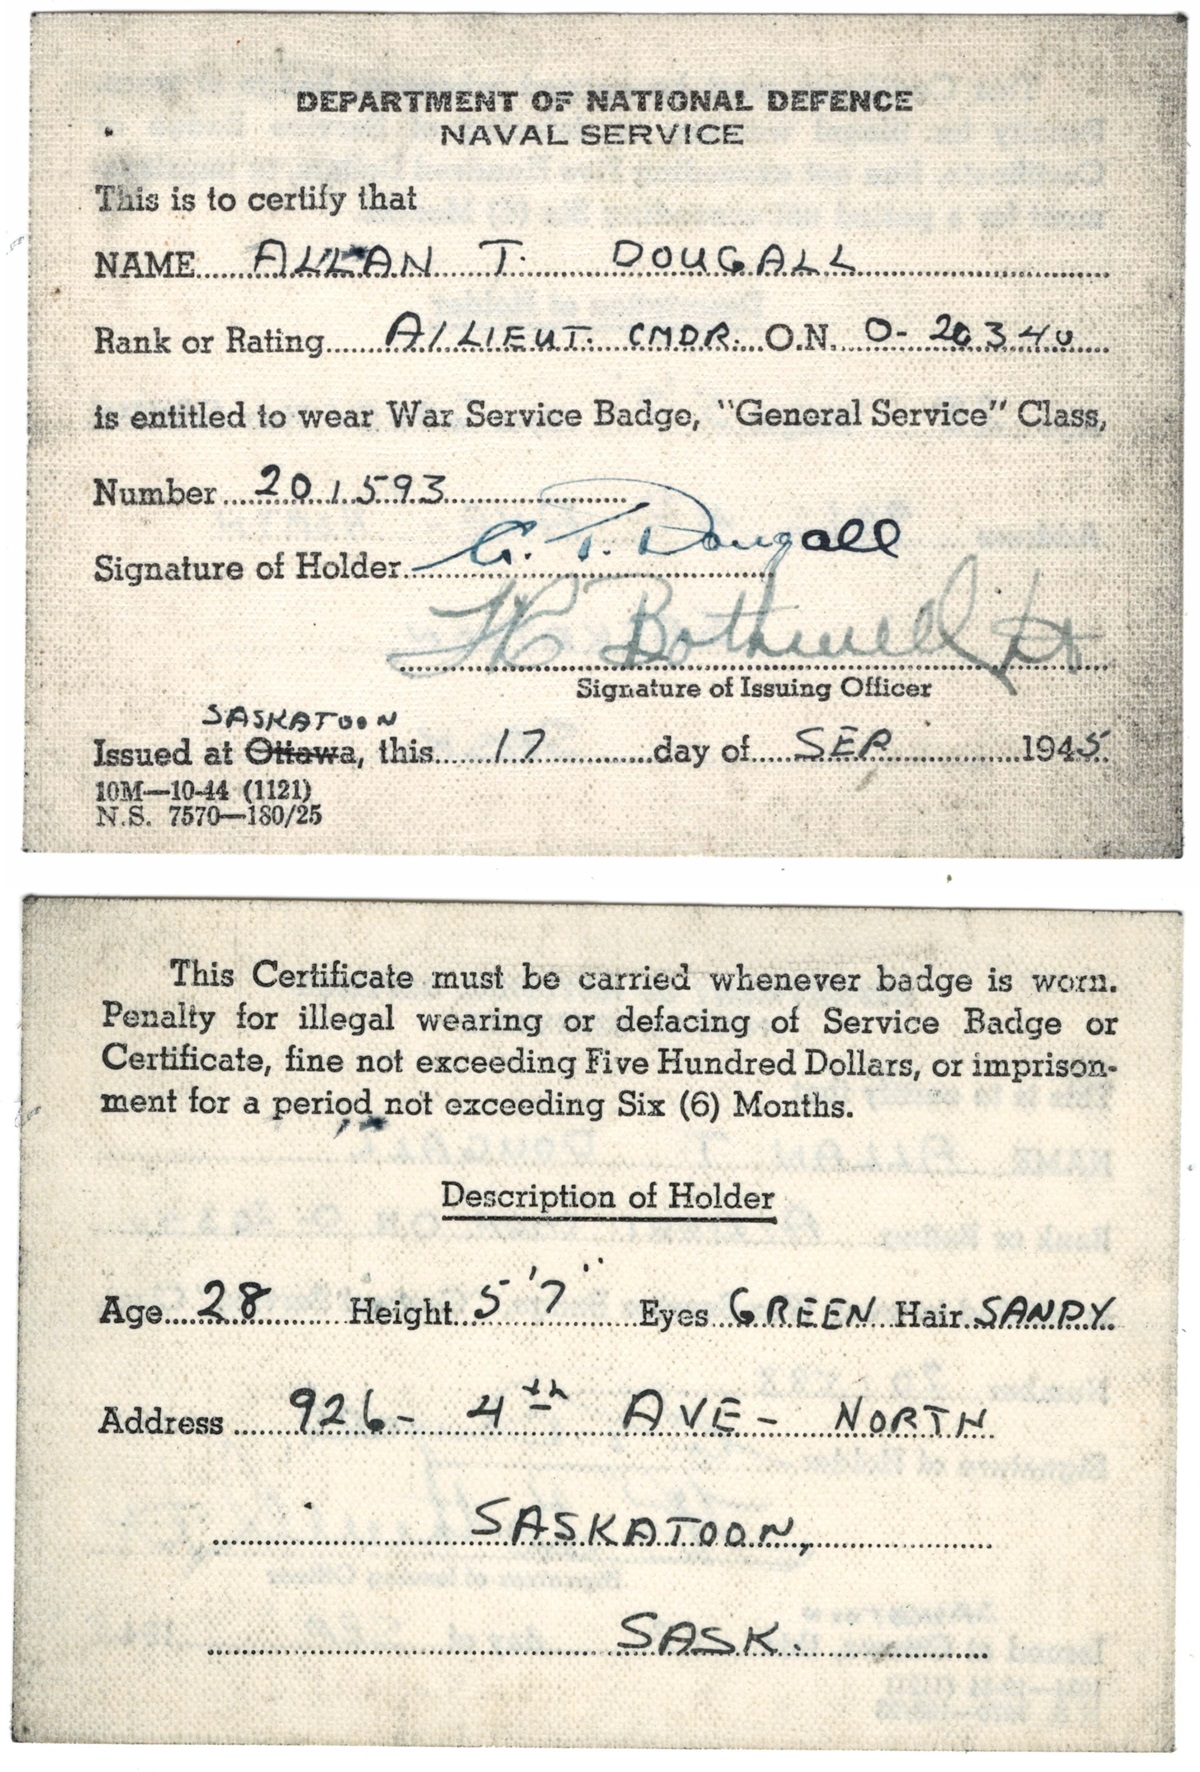 DEPARTMENT OF NATIONAL DEFENCE
NAVAL SERVICE
This is to certify that
NAME ALLAN T. DOUGALL
Rank or Rating A/LIEUT. CMDR. O.N. O-20340
is entitled to wear War Service Badge, "General Service" Class,
Number 201593
Signature of Holder A. T. Dougall
Bothwell Lt
Signature of Issuing Officer
SASKATOON
Issued at Ottawa, this 17 day of SEP. 1945
10M—10-44 (1121)
N.S. 7570—180/25
This Certificate must be carried whenever badge is worn.
Penalty for illegal wearing or defacing of Service Badge or
Certificate, fine not exceeding Five Hundred Dollars, or imprison-
ment for a period not exceeding Six (6) Months.
Description of Holder
Age 28 Height 5'7" Eyes GREEN Hair SANDY.
Address 926- 4th AVE- NORTH
SASKATOON,
SASK.